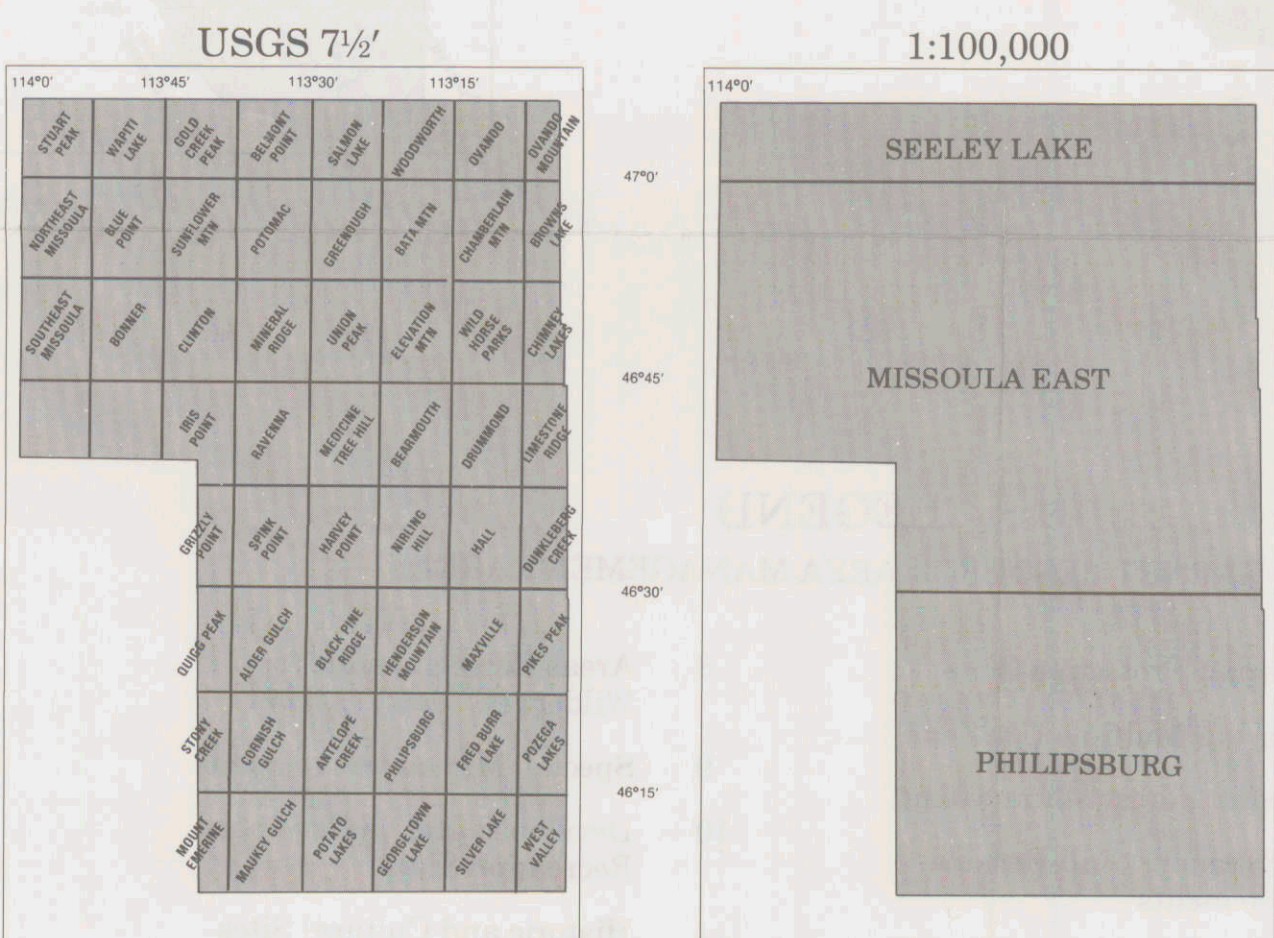 USGS 7½′
114°0′ 113°45′ 113°30′ 113°15′
STUART
PEAK
WAPITI
LAKE
GOLD
CREEK
PEAK
BELMONT
POINT
SALMON
LAKE
WOODWORTH
OVANDO
OVANDO
MOUNTAIN
47°0′
NORTHEAST
MISSOULA
BLUE
POINT
SUNFLOWER
MTN
POTOMAC
GREENOUGH
BATA MTN
CHAMBERLAIN
MTN
BROWNS
LAKE
SOUTHEAST
MISSOULA
BONNER
CLINTON
MINERAL
RIDGE
UNION
PEAK
ELEVATION
MTN
WILD
HORSE
PARKS
CHIMNEY
LAKES
46°45′
IRIS
POINT
RAVENNA
MEDICINE
TREE HILL
BEARMOUTH
DRUMMOND
LIMESTONE
RIDGE
GRIZZLY
POINT
SPINK
POINT
HARVEY
POINT
NIRLING
HILL
HALL
DUNKLEBERG
CREEK
46°30′
QUIGG PEAK
ALDER GULCH
BLACK PINE
RIDGE
HENDERSON
MOUNTAIN
MAXVILLE
PIKES PEAK
STONY
CREEK
CORNISH
GULCH
ANTELOPE
CREEK
PHILIPSBURG
FRED BURR
LAKE
POZEGA
LAKES
46°15′
MOUNT
EMERINE
MAUKEY GULCH
POTATO
LAKES
GEORGETOWN
LAKE
SILVER LAKE
WEST
VALLEY
1:100,000
114°0′
SEELEY LAKE
MISSOULA EAST
PHILIPSBURG